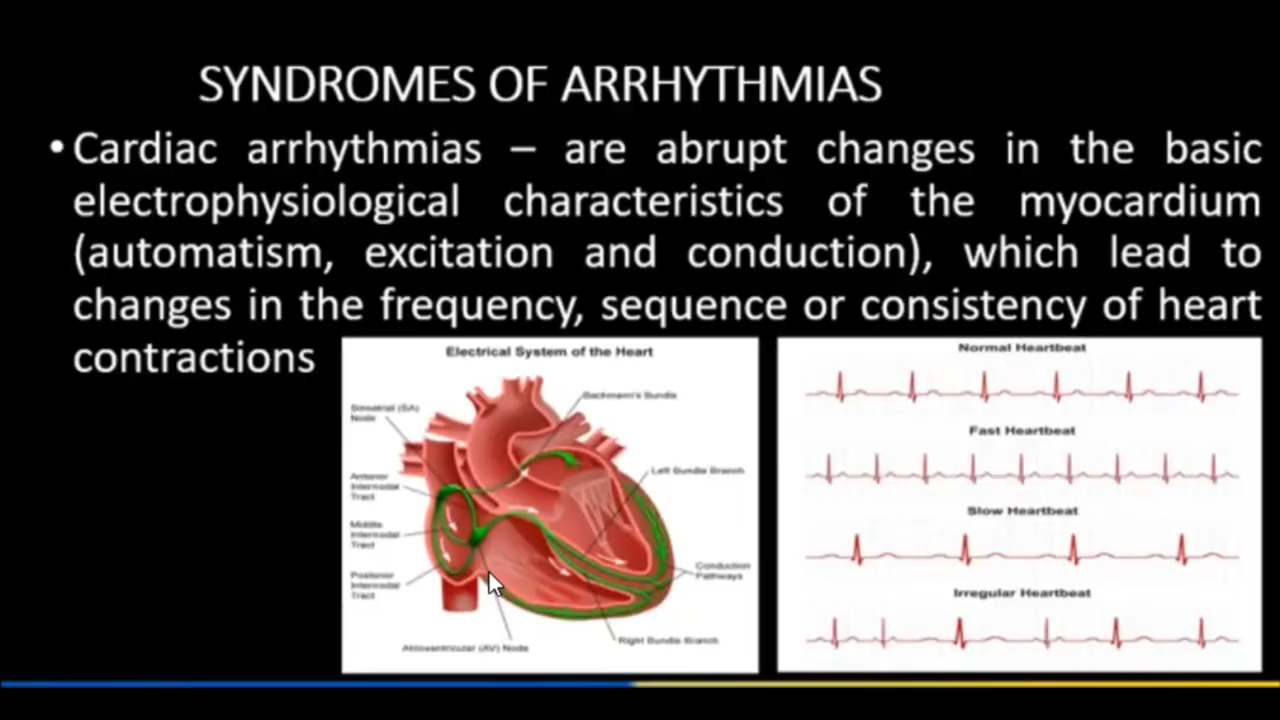 SYNDROMES OF ARRHYTHMIAS
• Cardiac arrhythmias – are abrupt changes in the basic
electrophysiological characteristics of the myocardium
(automatism, excitation and conduction), which lead to
changes in the frequency, sequence or consistency of heart
contractions
Electrical System of the Heart
Bachmann's Bundle
Sinoatrial (SA)
Node
Left Bundle Branch
Anterior
Internodal
Tract
Middle
Internodal
Tract
Conduction
Pathways
Posterior
Internodal
Tract
Right Bundle Branch
Atrioventricular (AV) Node
Normal Heartbeat
Fast Heartbeat
Slow Heartbeat
Irregular Heartbeat